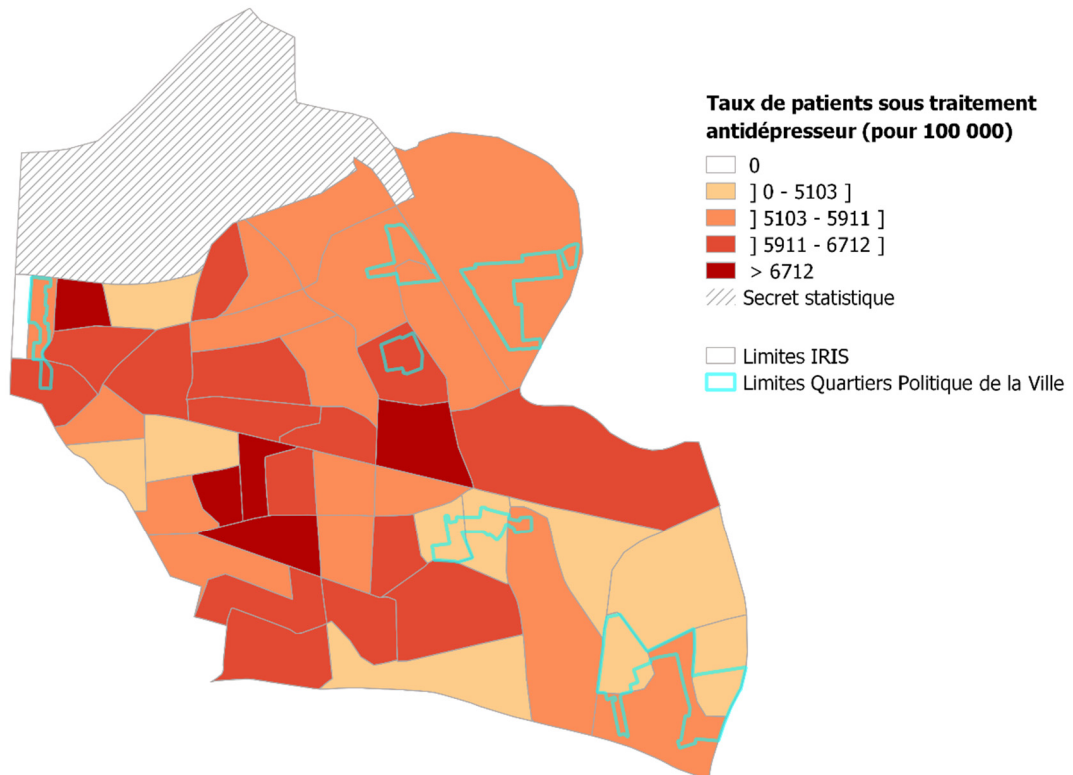 Taux de patients sous traitement
antidépresseur (pour 100 000)
0
] 0 - 5103 ]
] 5103 - 5911 ]
] 5911 - 6712 ]
> 6712
Secret statistique
Limites IRIS
Limites Quartiers Politique de la Ville